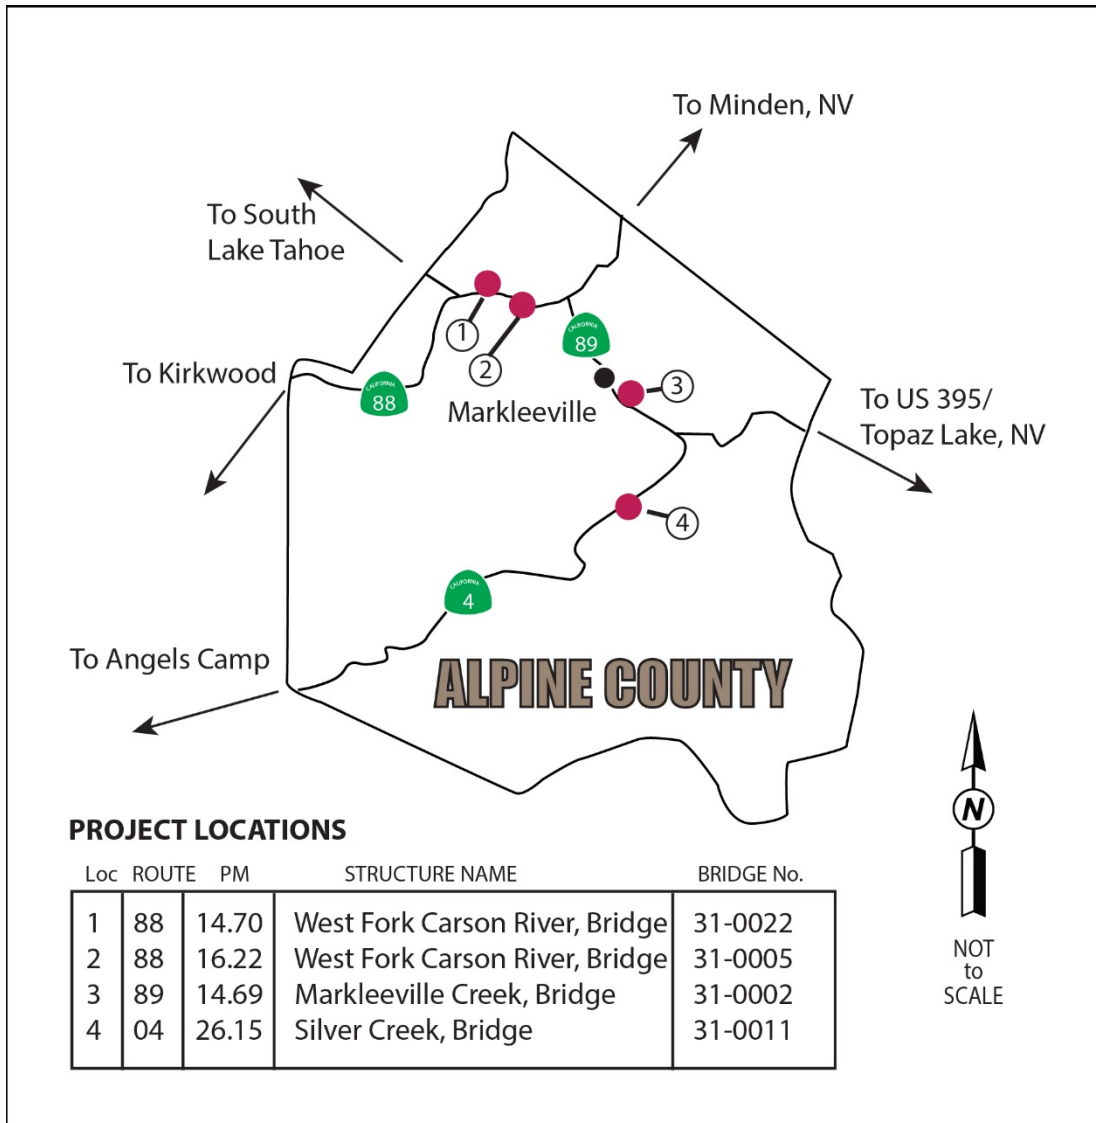 To Minden, NV
To South
Lake Tahoe
1
2
CALIFORNIA
89
To Kirkwood
CALIFORNIA
88
Markleeville
3
To US 395/
Topaz Lake, NV
4
CALIFORNIA
4
To Angels Camp
ALPINE COUNTY
N
NOT
to
SCALE
PROJECT LOCATIONS
Loc ROUTE PM STRUCTURE NAME BRIDGE No.
1 88 14.70 West Fork Carson River, Bridge 31-0022
2 88 16.22 West Fork Carson River, Bridge 31-0005
3 89 14.69 Markleeville Creek, Bridge 31-0002
4 04 26.15 Silver Creek, Bridge 31-0011